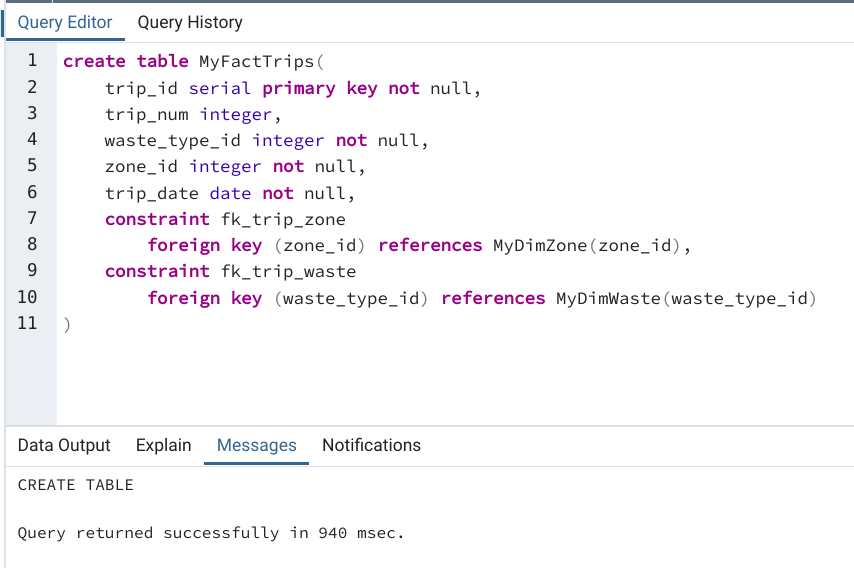 Query Editor Query History
1 create table MyFactTrips(
2 trip_id serial primary key not null,
3 trip_num integer,
4 waste_type_id integer not null,
5 zone_id integer not null,
6 trip_date date not null,
7 constraint fk_trip_zone
8 foreign key (zone_id) references MyDimZone(zone_id),
9 constraint fk_trip_waste
10 foreign key (waste_type_id) references MyDimWaste(waste_type_id)
11 )
Data Output Explain Messages Notifications
CREATE TABLE
Query returned successfully in 940 msec.